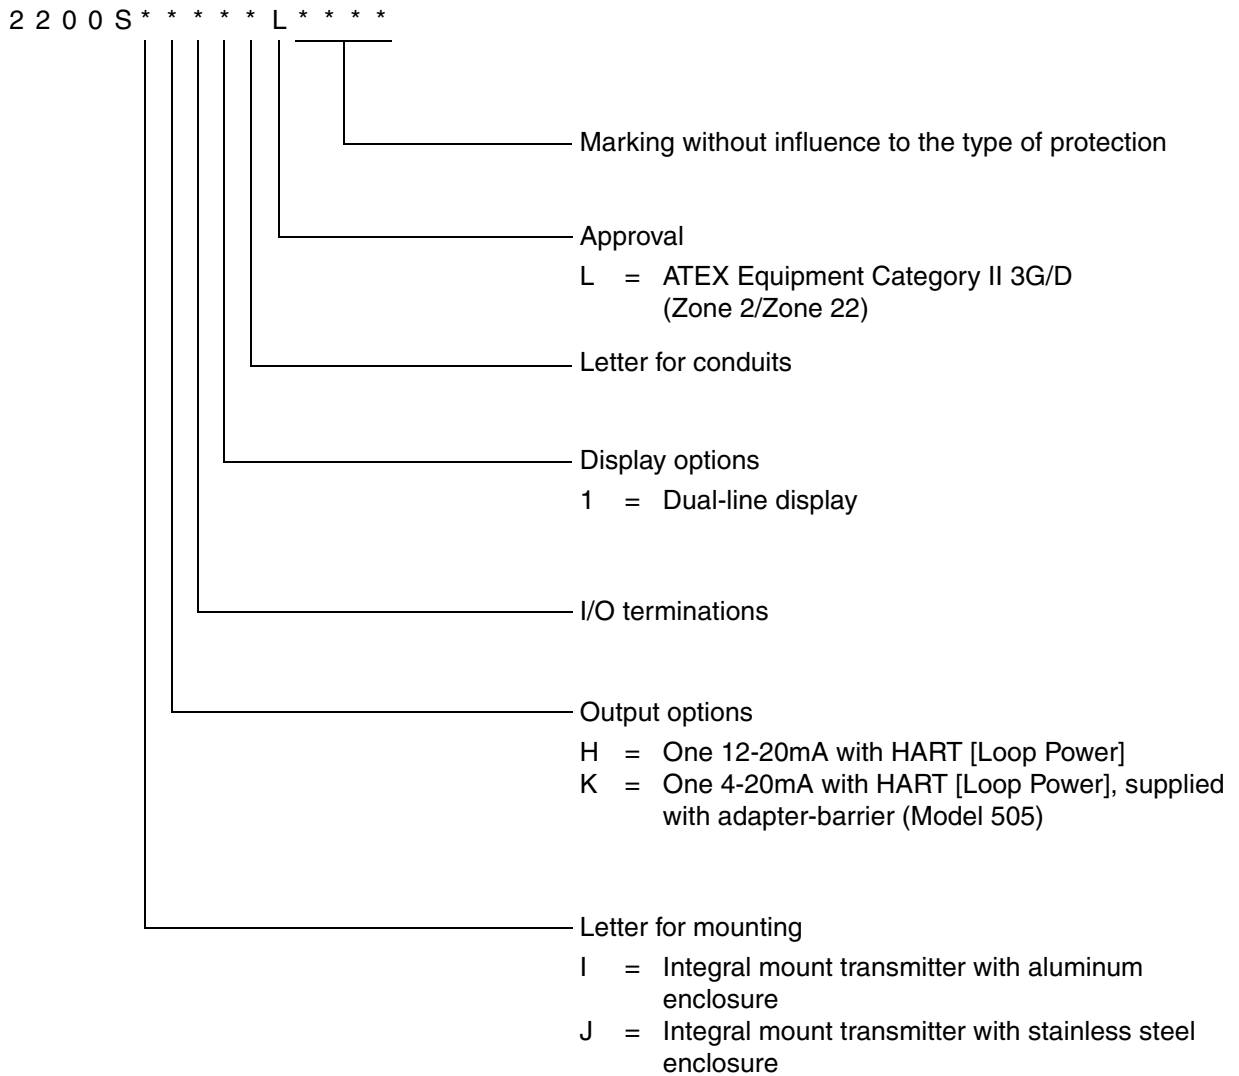 2 2 0 0 S * * * * * L * * * *
Marking without influence to the type of protection
Approval
L = ATEX Equipment Category II 3G/D
(Zone 2/Zone 22)
Letter for conduits
Display options
1 = Dual-line display
I/O terminations
Output options
H = One 12-20mA with HART [Loop Power]
K = One 4-20mA with HART [Loop Power], supplied
with adapter-barrier (Model 505)
Letter for mounting
I = Integral mount transmitter with aluminum
enclosure
J = Integral mount transmitter with stainless steel
enclosure